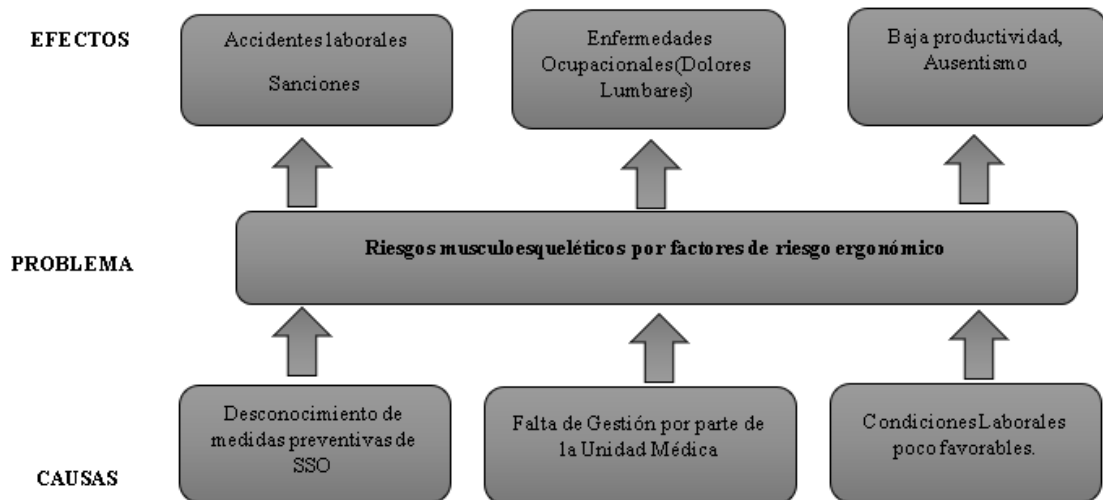 EFECTOS
Accidentes laborales
Sanciones
Enfermedades
Ocupacionales(Dolores
Lumbares)
Baja productividad,
Ausentismo
PROBLEMA
Riesgos musculoesqueléticos por factores de riesgo ergonómico
CAUSAS
Desconocimiento de
medidas preventivas de
SSO
Falta de Gestión por parte de
la Unidad Médica
Condiciones Laborales
poco favorables.